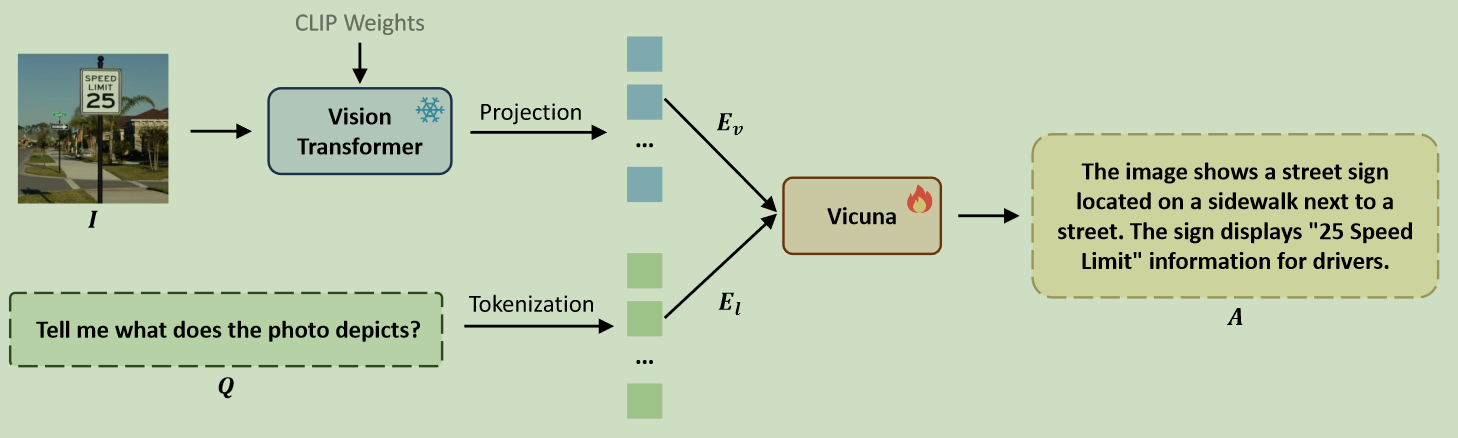 CLIP Weights
SPEED
LIMIT
25
I
Vision
Transformer
Projection
...
E_v
Tell me what does the photo depicts?
Q
Tokenization
...
E_l
Vicuna
The image shows a street sign
located on a sidewalk next to a
street. The sign displays "25 Speed
Limit" information for drivers.
A